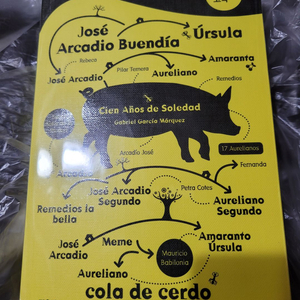 José
Arcadio Buendía
Úrsula
Rebeca
Pilar Ternera
Amaranta
José Arcadio
Aureliano
Remedios
Cien Años de Soledad
Gabriel García Márquez
Arcadio José
17 Aurelianos
Fernanda
Arcadio
José Arcadio
Segundo
Petra Cotes
Aureliano
Segundo
Remedios la
bella
José
Arcadio
Meme
Amaranto
Úrsula
Mauricio
Babilonia
Aureliano
cola de cerdo